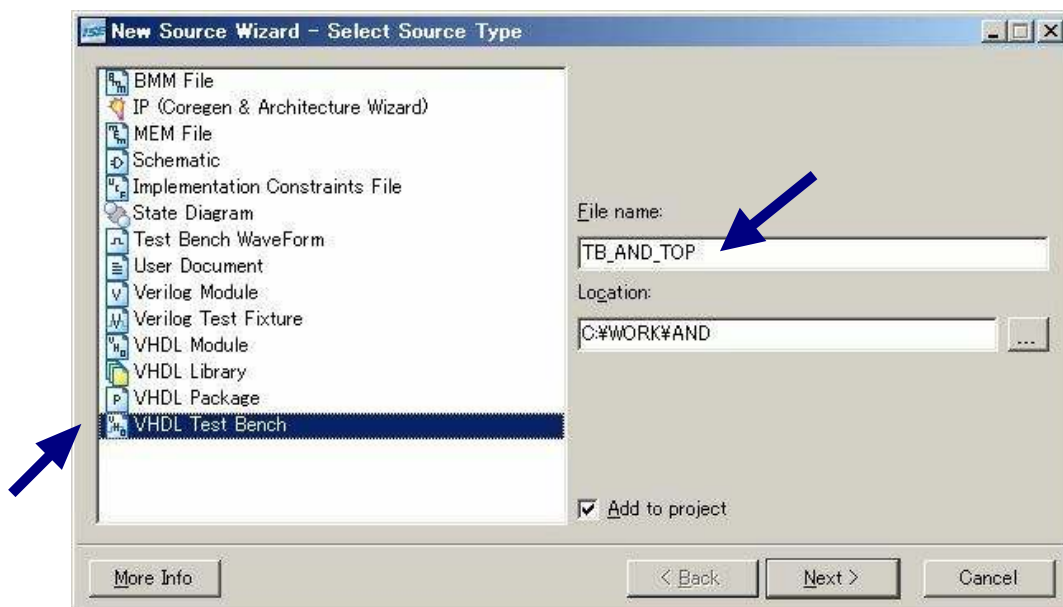 ISE New Source Wizard - Select Source Type
BMM File
IP (Coregen & Architecture Wizard)
MEM File
Schematic
Implementation Constraints File
State Diagram
Test Bench WaveForm
User Document
Verilog Module
Verilog Test Fixture
VHDL Module
VHDL Library
VHDL Package
VHDL Test Bench
File name:
TB_AND_TOP
Location:
C:¥WORK¥AND
...
Add to project
More Info
< Back
Next >
Cancel